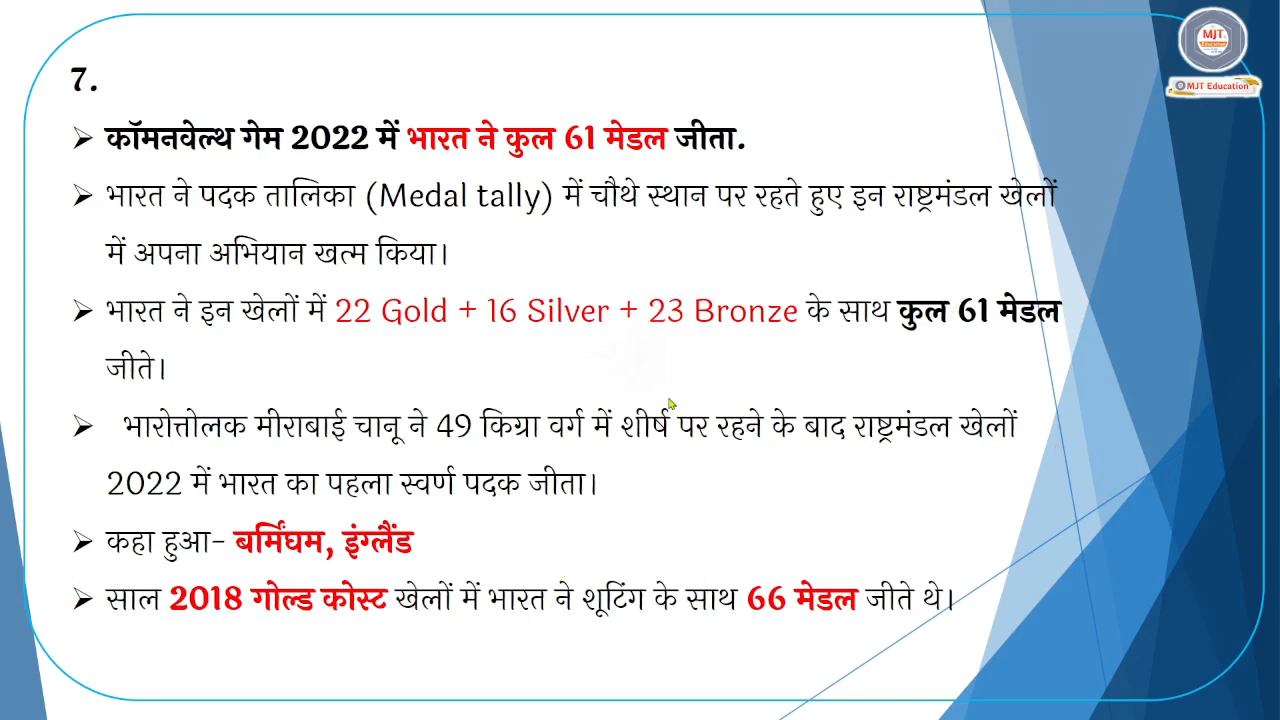 MJT
Education
MJT Education
7.
➢ कॉमनवेल्थ गेम 2022 में भारत ने कुल 61 मेडल जीता.
➢ भारत ने पदक तालिका (Medal tally) में चौथे स्थान पर रहते हुए इन राष्ट्रमंडल खेलों
में अपना अभियान खत्म किया।
➢ भारत ने इन खेलों में 22 Gold + 16 Silver + 23 Bronze के साथ कुल 61 मेडल
जीते।
➢ भारोत्तोलक मीराबाई चानू ने 49 किग्रा वर्ग में शीर्ष पर रहने के बाद राष्ट्रमंडल खेलों
2022 में भारत का पहला स्वर्ण पदक जीता।
➢ कहा हुआ- बर्मिंघम, इंग्लैंड
➢ साल 2018 गोल्ड कोस्ट खेलों में भारत ने शूटिंग के साथ 66 मेडल जीते थे।